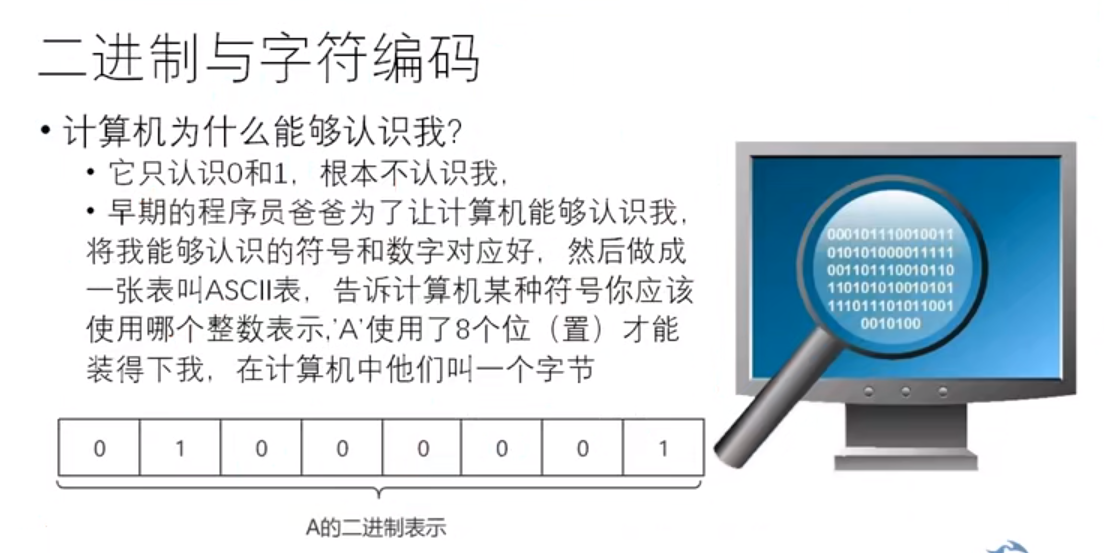 二进制与字符编码
• 计算机为什么能够认识我?
• 它只认识0和1，根本不认识我,
• 早期的程序员爸爸为了让计算机能够认识我,
将我能够认识的符号和数字对应好，然后做成
一张表叫ASCII表，告诉计算机某种符号你应该
使用哪个整数表示,'A'使用了8个位（置）才能
装得下我，在计算机中他们叫一个字节
000101110010011
010101000011111
001101110010110
110101010010101
111011101011001
0010100
0 1 0 0 0 0 0 1
A的二进制表示